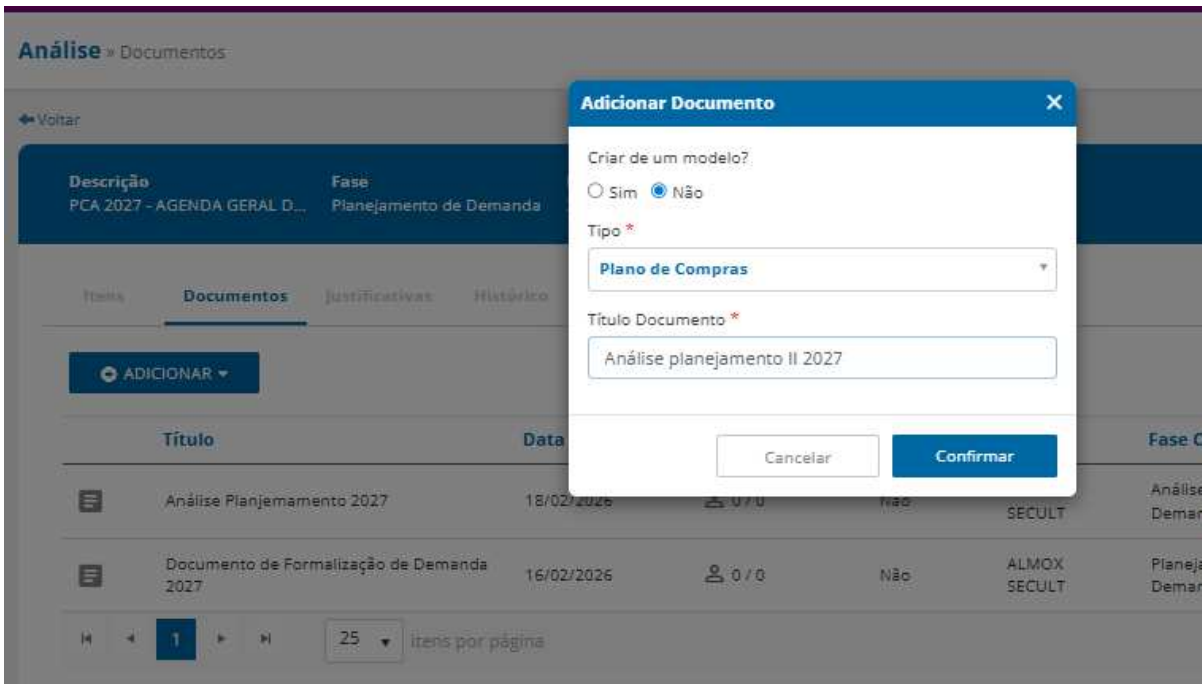 Análise » Documentos
Voltar
Descrição
PCA 2027 - AGENDA GERAL D...
Fase
Planejamento de Demanda
Itens Documentos Justificativas Histórico
ADICIONAR
Título Data Fase
Análise Planjemamento 2027 18/02/2026 0 / 0 Não SECULT Análise
Documento de Formalização de Demanda 2027 16/02/2026 0 / 0 Não ALMOX SECULT
1 25 itens por página
Adicionar Documento
Criar de um modelo?
Sim Não
Tipo *
Plano de Compras
Título Documento *
Análise planejamento II 2027
Cancelar Confirmar